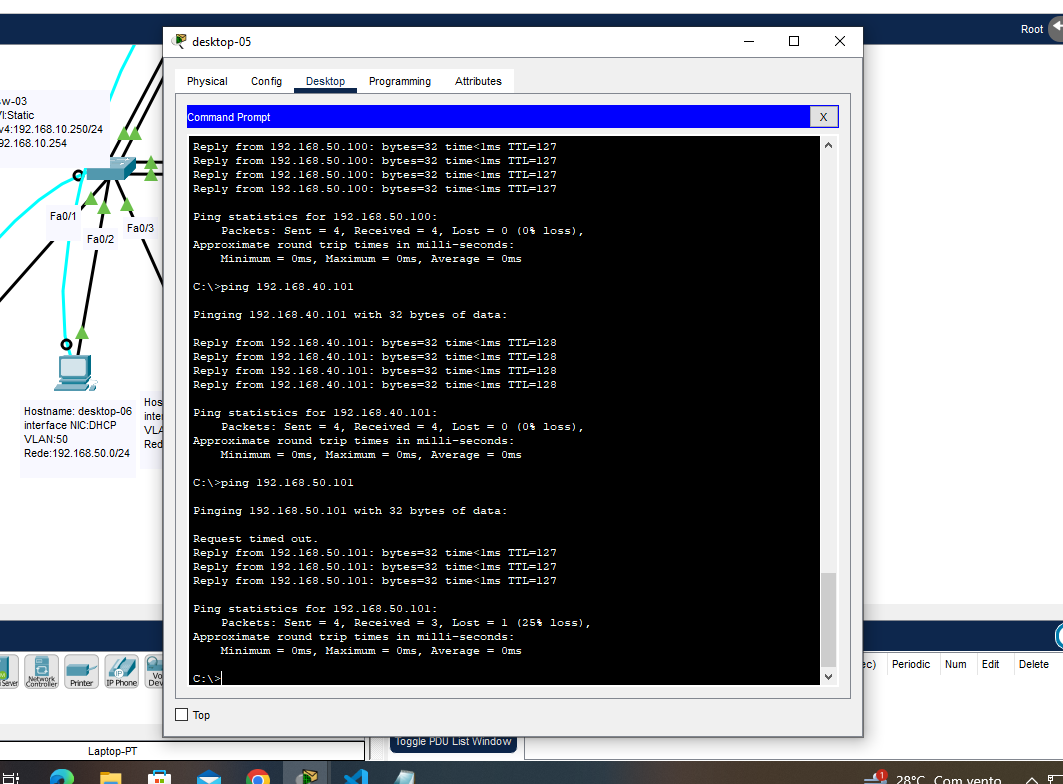 Root
desktop-05
Physical Config Desktop Programming Attributes
Command Prompt
X
Reply from 192.168.50.100: bytes=32 time<1ms TTL=127
Reply from 192.168.50.100: bytes=32 time<1ms TTL=127
Reply from 192.168.50.100: bytes=32 time<1ms TTL=127
Reply from 192.168.50.100: bytes=32 time<1ms TTL=127
Ping statistics for 192.168.50.100:
Packets: Sent = 4, Received = 4, Lost = 0 (0% loss),
Approximate round trip times in milli-seconds:
Minimum = 0ms, Maximum = 0ms, Average = 0ms
C:\>ping 192.168.40.101
Pinging 192.168.40.101 with 32 bytes of data:
Reply from 192.168.40.101: bytes=32 time<1ms TTL=128
Reply from 192.168.40.101: bytes=32 time<1ms TTL=128
Reply from 192.168.40.101: bytes=32 time<1ms TTL=128
Reply from 192.168.40.101: bytes=32 time<1ms TTL=128
Ping statistics for 192.168.40.101:
Packets: Sent = 4, Received = 4, Lost = 0 (0% loss),
Approximate round trip times in milli-seconds:
Minimum = 0ms, Maximum = 0ms, Average = 0ms
C:\>ping 192.168.50.101
Pinging 192.168.50.101 with 32 bytes of data:
Request timed out.
Reply from 192.168.50.101: bytes=32 time<1ms TTL=127
Reply from 192.168.50.101: bytes=32 time<1ms TTL=127
Reply from 192.168.50.101: bytes=32 time<1ms TTL=127
Ping statistics for 192.168.50.101:
Packets: Sent = 4, Received = 3, Lost = 1 (25% loss),
Approximate round trip times in milli-seconds:
Minimum = 0ms, Maximum = 0ms, Average = 0ms
C:\>
Top
w-03
I:Static
v4:192.168.10.250/24
92.168.10.254
Fa0/1
Fa0/2
Fa0/3
Hostname: desktop-06
interface NIC:DHCP
VLAN:50
Rede:192.168.50.0/24
Hos
inte
VLA
Red
ec) Periodic Num Edit Delete
Server
Network
Controller
Printer
IP Phone
Vo
Dev
Laptop-PT
Toggle PDU List Window
1
28°C Com vento